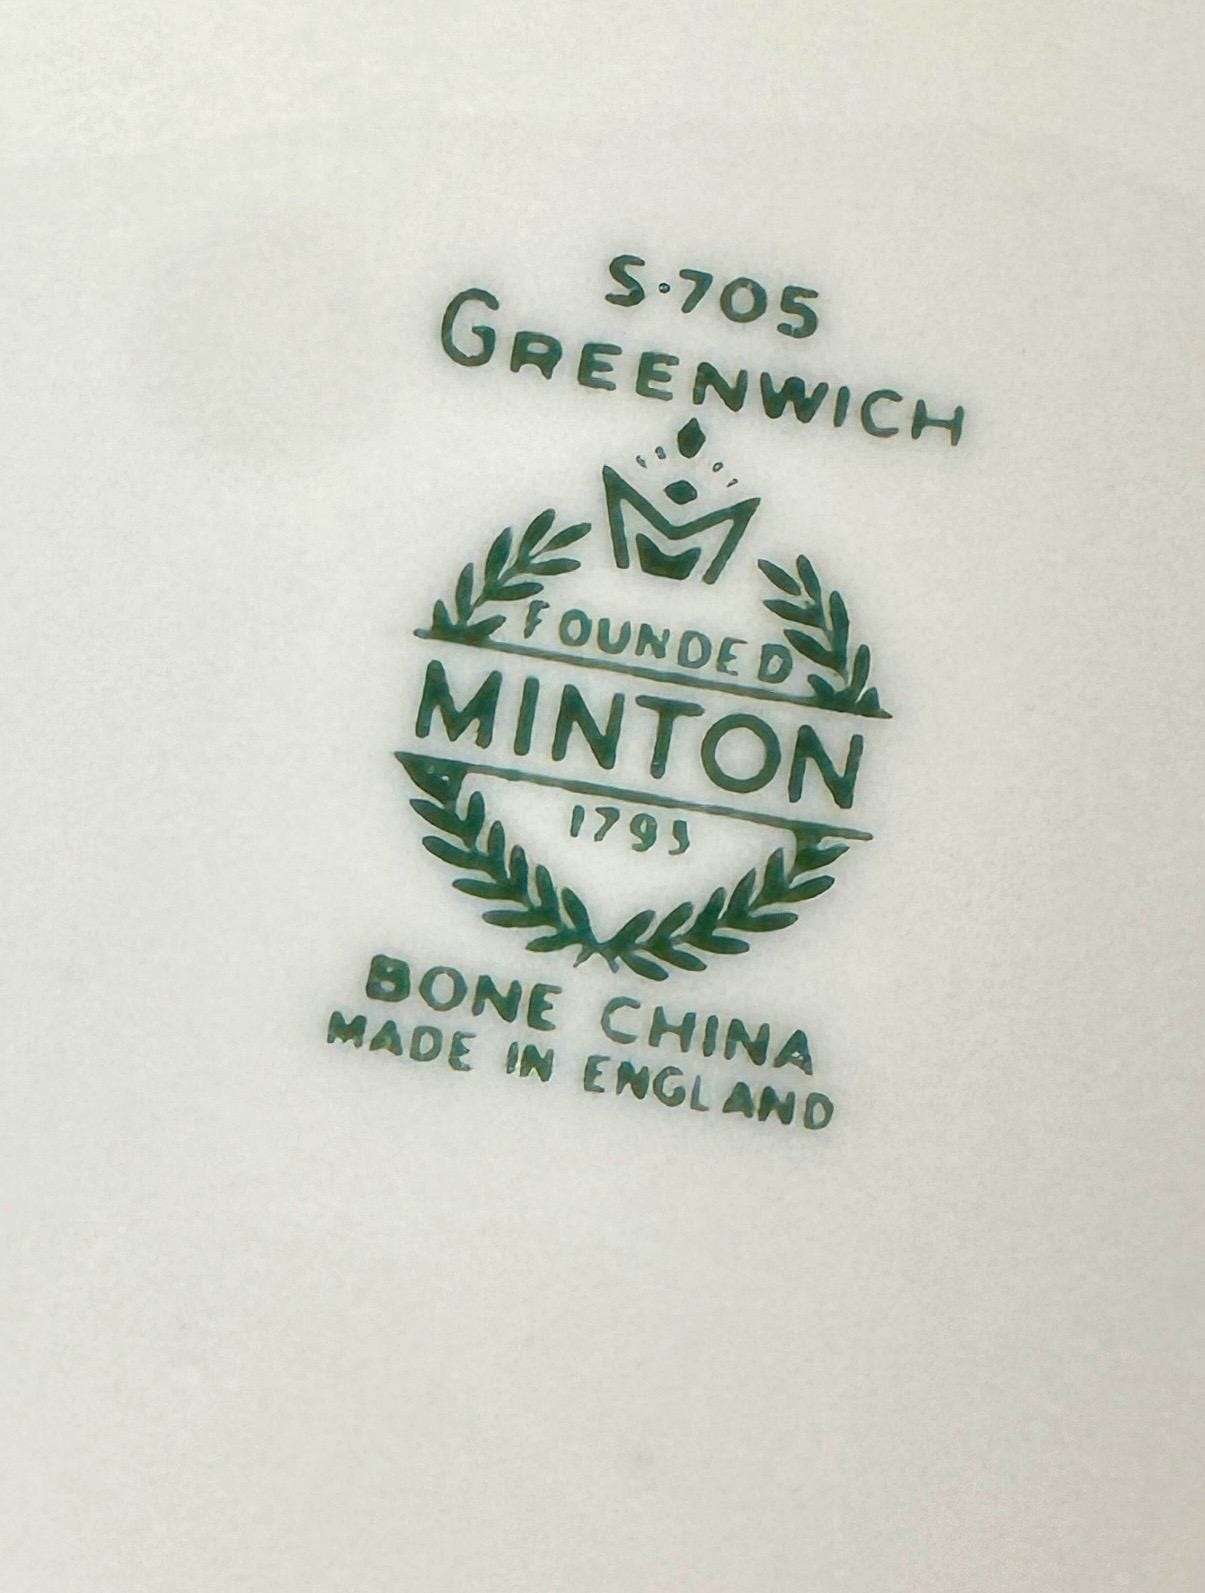 S·705
GREENWICH
FOUNDED
MINTON
1793
BONE CHINA
MADE IN ENGLAND